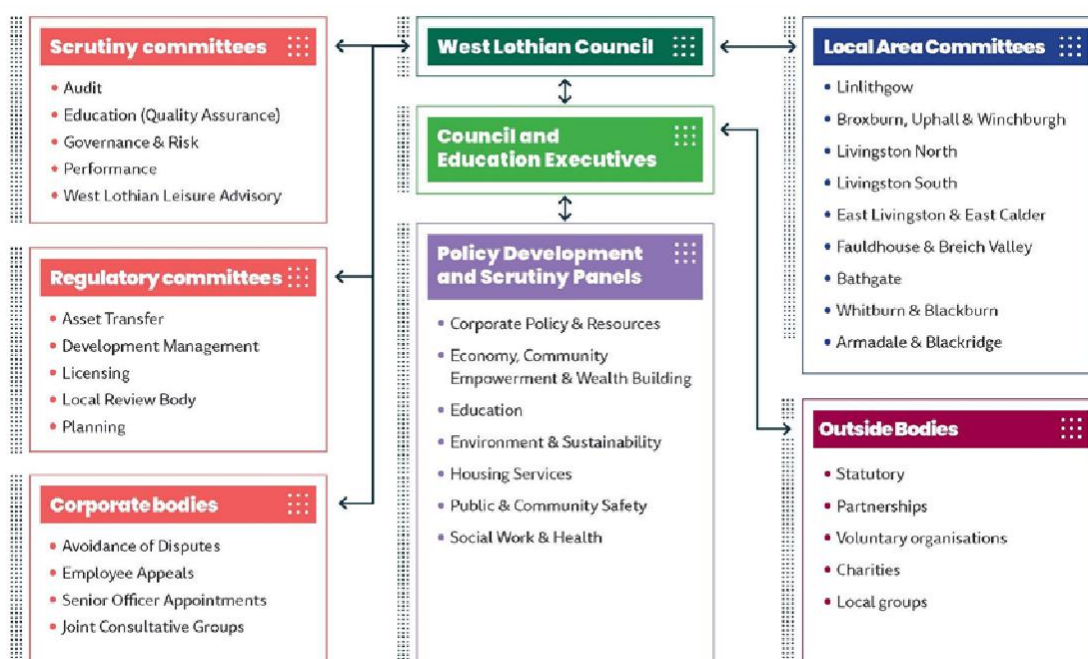 Scrutiny committees
• Audit
• Education (Quality Assurance)
• Governance & Risk
• Performance
• West Lothian Leisure Advisory
Regulatory committees
• Asset Transfer
• Development Management
• Licensing
• Local Review Body
• Planning
Corporate bodies
• Avoidance of Disputes
• Employee Appeals
• Senior Officer Appointments
• Joint Consultative Groups
West Lothian Council
Council and
Education Executives
Policy Development
and Scrutiny Panels
• Corporate Policy & Resources
• Economy, Community
Empowerment & Wealth Building
• Education
• Environment & Sustainability
• Housing Services
• Public & Community Safety
• Social Work & Health
Local Area Committees
• Linlithgow
• Broxburn, Uphall & Winchburgh
• Livingston North
• Livingston South
• East Livingston & East Calder
• Fauldhouse & Breich Valley
• Bathgate
• Whitburn & Blackburn
• Armadale & Blackridge
Outside Bodies
• Statutory
• Partnerships
• Voluntary organisations
• Charities
• Local groups